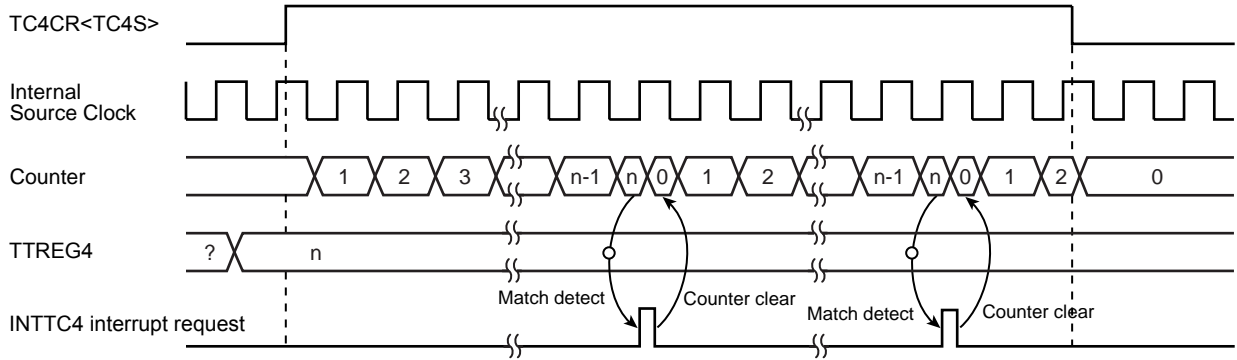 TC4CR<TC4S>
Internal
Source Clock
Counter
1 2 3 n-1 n 0 1 2 n-1 n 0 1 2 0
TTREG4
? n
Match detect Counter clear Match detect Counter clear
INTTC4 interrupt request